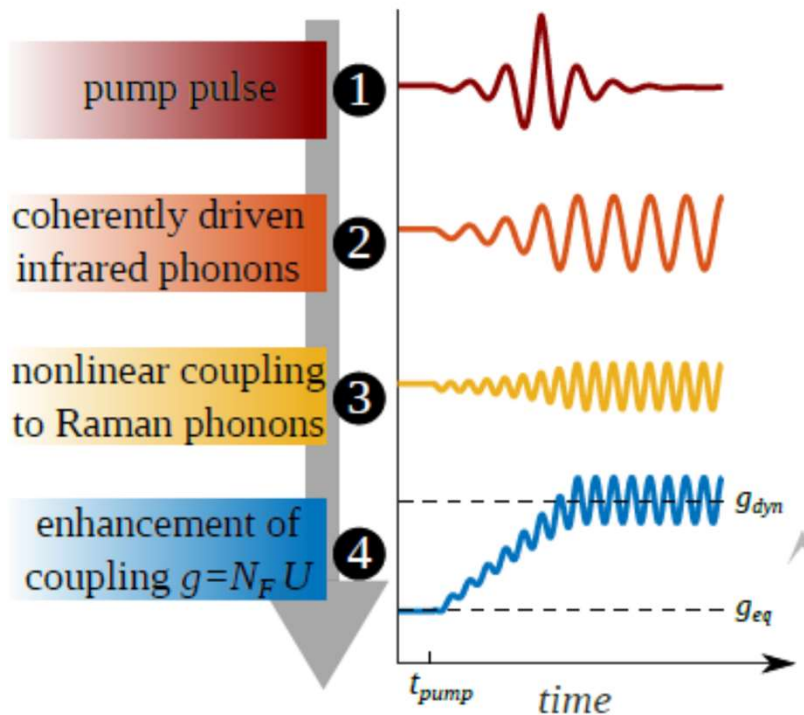 pump pulse
1
coherently driven
infrared phonons
2
nonlinear coupling
to Raman phonons
3
enhancement of
coupling g=N_F U
4
g_dyn
g_eq
t_pump
time